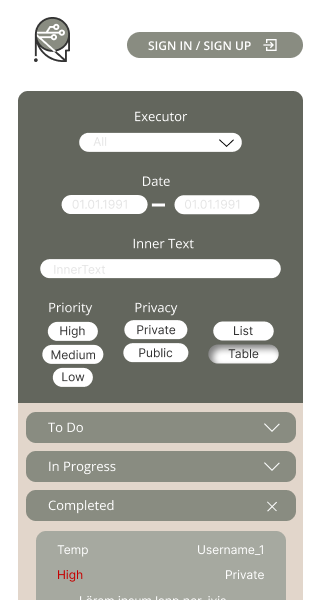 SIGN IN / SIGN UP
Executor
All
Date
01.01.1991 – 01.01.1991
Inner Text
InnerText
Priority Privacy
High Private List
Medium Public Table
Low
To Do
In Progress
Completed
Temp Username_1
High Private